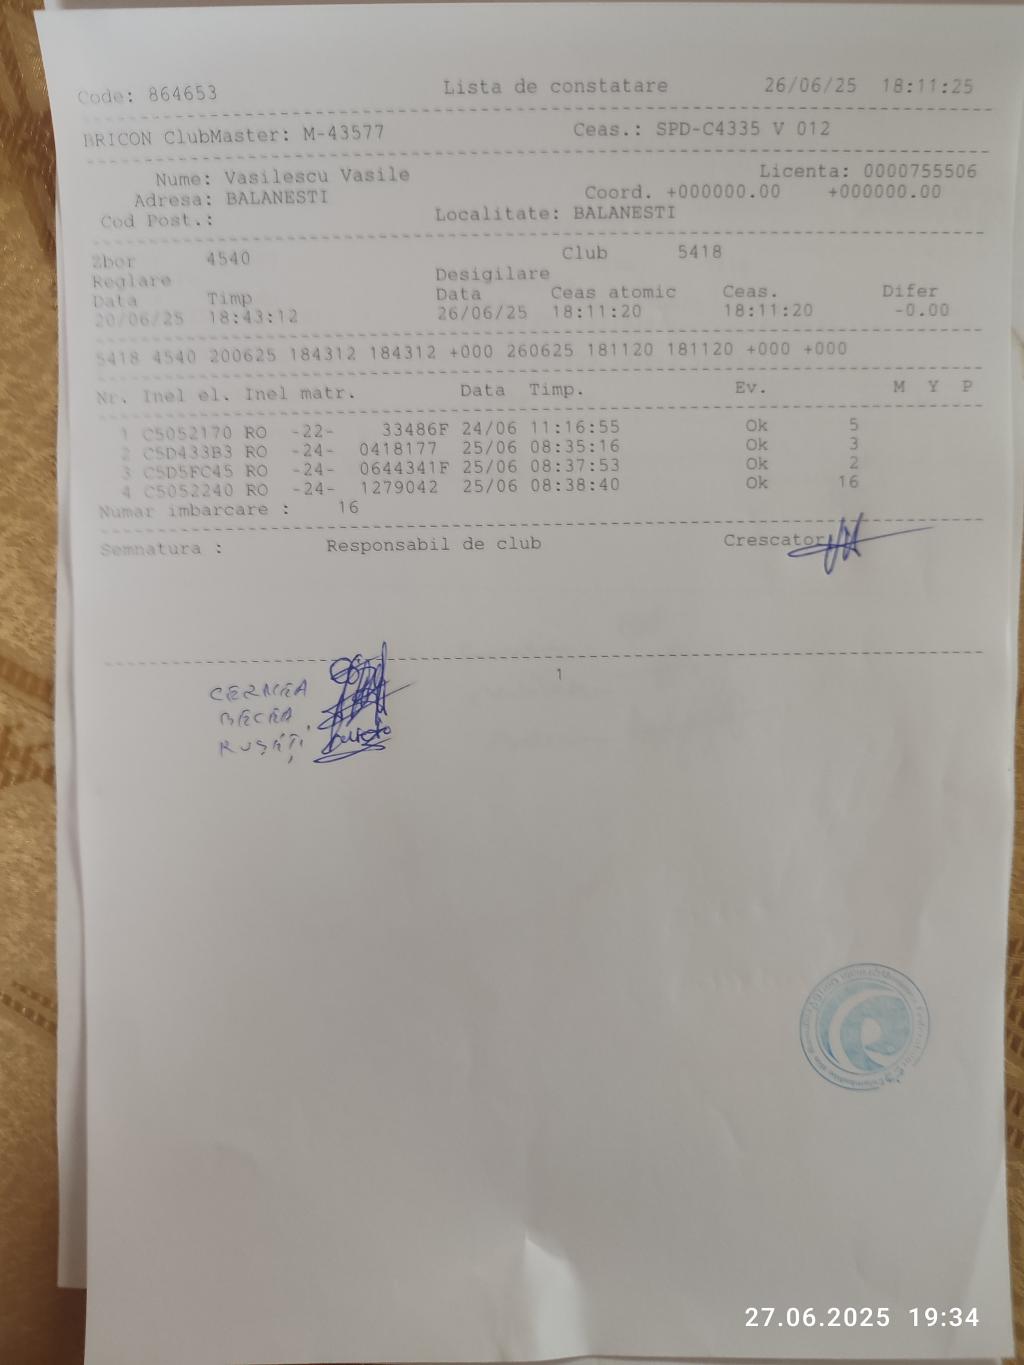 Code: 864653 Lista de constatare 26/06/25 18:11:25
BRICON ClubMaster: M-43577 Ceas.: SPD-C4335 V 012
Nume: Vasilescu Vasile Licenta: 0000755506
Adresa: BALANESTI Coord. +000000.00 +000000.00
Cod Post.: Localitate: BALANESTI
Zbor 4540 Club 5418
Reglare Desigilare
Data Timp Data Ceas atomic Ceas. Difer
20/06/25 18:43:12 26/06/25 18:11:20 18:11:20 -0.00
5418 4540 200625 184312 184312 +000 260625 181120 181120 +000 +000
Nr. Inel el. Inel matr. Data Timp. Ev. M Y P
1 C5052170 RO -22- 33486F 24/06 11:16:55 Ok 5
2 C5D433B3 RO -24- 0418177 25/06 08:35:16 Ok 3
3 C5D5FC45 RO -24- 0644341F 25/06 08:37:53 Ok 2
4 C5052240 RO -24- 1279042 25/06 08:38:40 Ok 16
Numar imbarcare : 16
Semnatura : Responsabil de club Crescator
1
CERNEA
BECEA
RUSĂȚI
27.06.2025 19:34